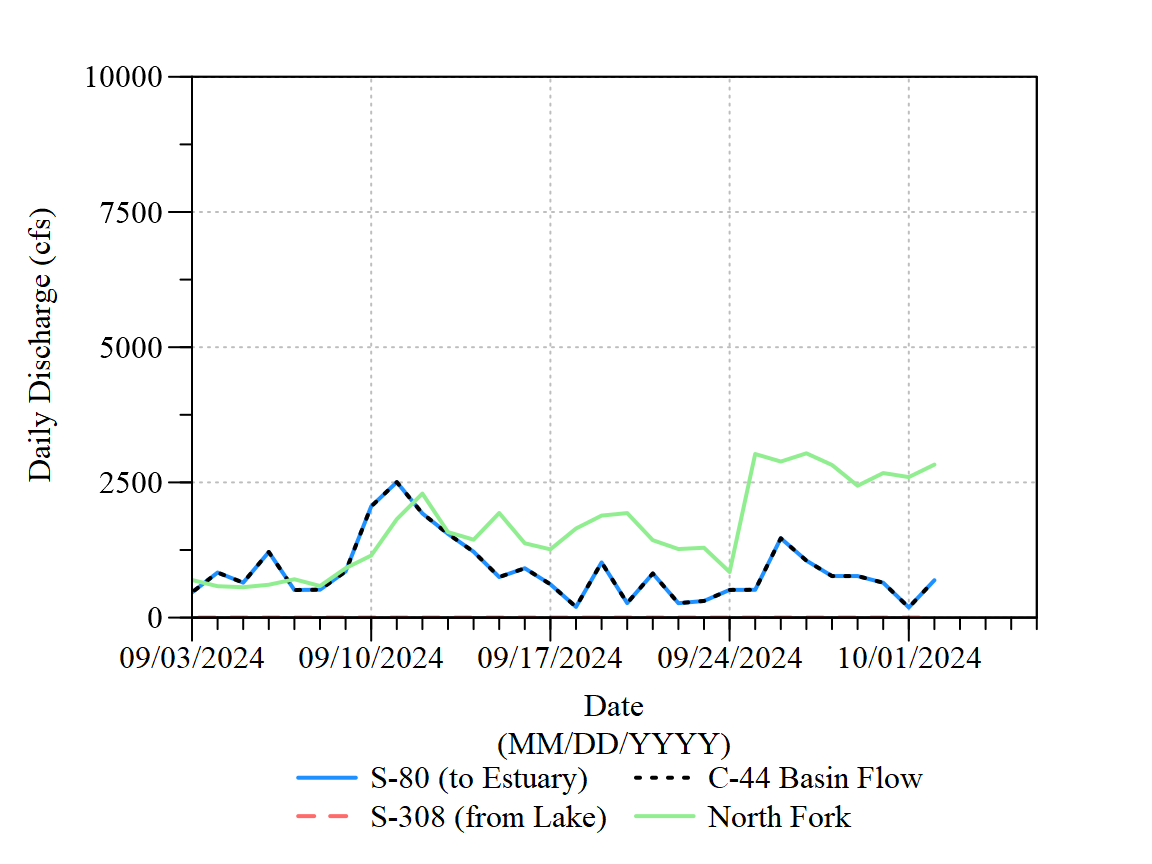 10000
7500
5000
2500
0
Daily Discharge (cfs)
09/03/2024 09/10/2024 09/17/2024 09/24/2024 10/01/2024
Date
(MM/DD/YYYY)
S-80 (to Estuary) C-44 Basin Flow
S-308 (from Lake) North Fork